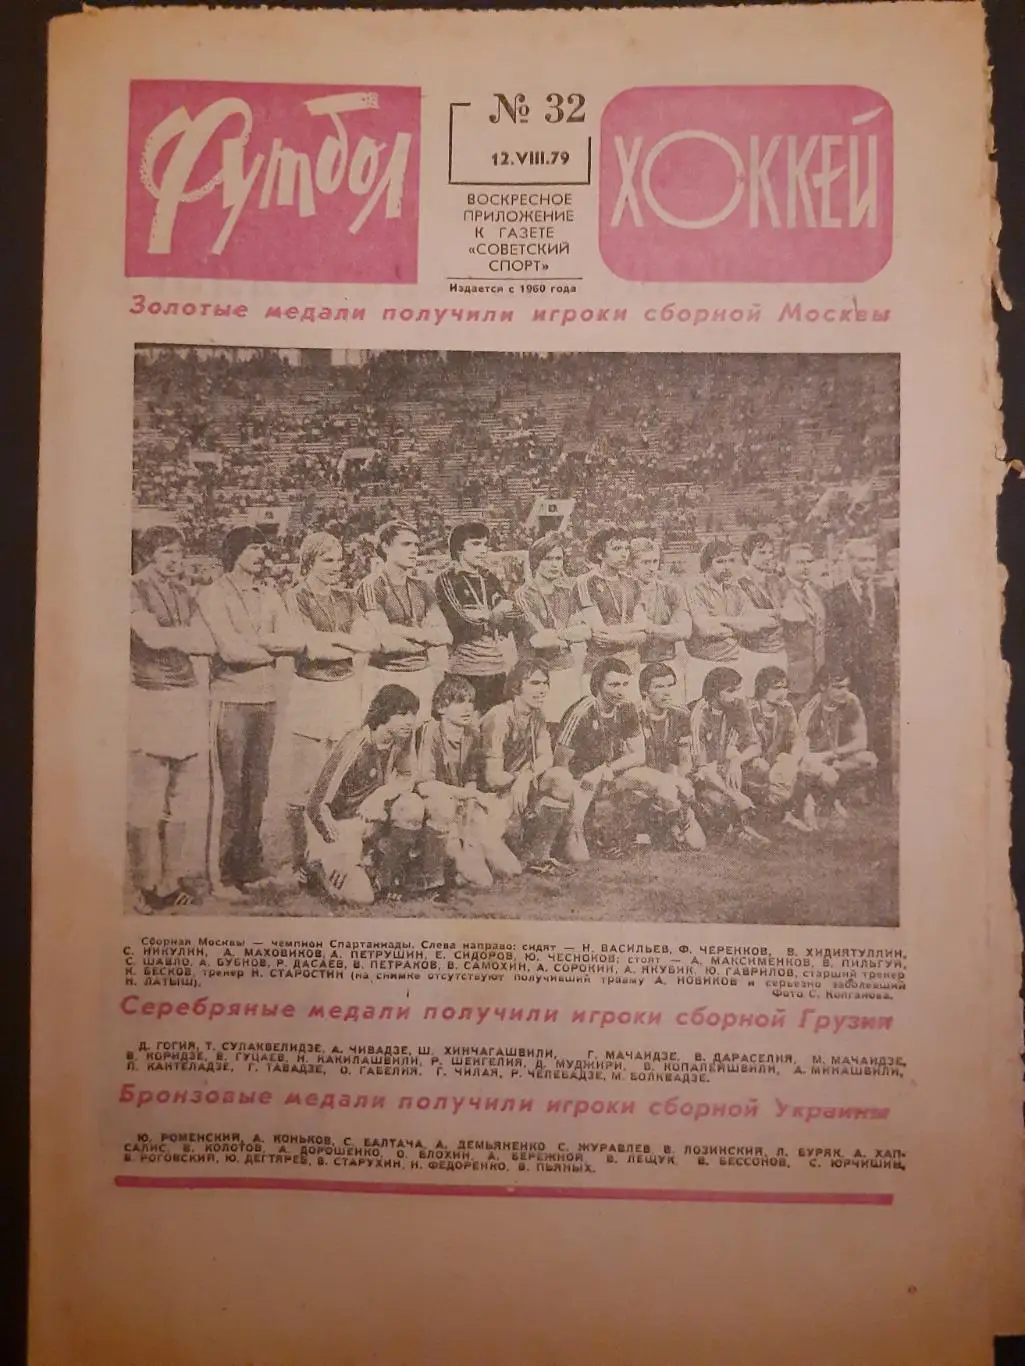 Футбол
№ 32
12.VIII.79
ВОСКРЕСНОЕ
ПРИЛОЖЕНИЕ
К ГАЗЕТЕ
«СОВЕТСКИЙ
СПОРТ»
Издается с 1960 года
ХОККЕЙ
Золотые медали получили игроки сборной Москвы
Сборная Москвы — чемпион Спартакиады. Слева направо: сидят — Н. ВАСИЛЬЕВ, Ф. ЧЕРЕНКОВ, В. ХИДИЯТУЛЛИН,
С. НИКУЛИН, А. МАХОВИКОВ, А. ПЕТРУШИН, Е. СИДОРОВ, Ю. ЧЕСНОКОВ; стоят — А. МАКСИМЕНКОВ, В. ПИЛЬГУЙ,
С. ШАВЛО, А. БУБНОВ, Р. ДАСАЕВ, В. ПЕТРАКОВ, В. САМОХИН, А. СОРОКИН, А. ЯКУБИК, Ю. ГАВРИЛОВ, старший тренер
К. БЕСКОВ, тренер Н. СТАРОСТИН (на снимке отсутствуют получивший травму А. НОВИКОВ и серьезно заболевший
Н. ЛАТЫШ).
Фото С. Колганова.
Серебряные медали получили игроки сборной Грузии
Д. ГОГИЯ, Т. СУЛАКВЕЛИДЗЕ, А. ЧИВАДЗЕ, Ш. ХИНЧАГАШВИЛИ, Г. МАЧАИДЗЕ, В. ДАРАСЕЛИЯ, М. МАЧАИДЗЕ,
В. КОРИДЗЕ, В. ГУЦАЕВ, Н. КАКИЛАШВИЛИ, Р. ШЕНГЕЛИЯ, Д. МУДЖИРИ, В. КОПАЛЕЙШВИЛИ, А. МИКАШВИЛИ,
П. КАНТЕЛАДЗЕ, Г. ТАВАДЗЕ, О. ГАБЕЛИЯ, Г. ЧИЛАЯ, Р. ЧЕЛЕБАДЗЕ, М. БОЛКВАДЗЕ.
Бронзовые медали получили игроки сборной Украины
Ю. РОМЕНСКИЙ, А. КОНЬКОВ, С. БАЛТАЧА, А. ДЕМЬЯНЕНКО С. ЖУРАВЛЕВ, В. ЛОЗИНСКИЙ, Л. БУРЯК, А. ХАП-
САЛИС, В. КОЛОТОВ, А. ДОРОШЕНКО, О. БЛОХИН, А. БЕРЕЖНОЙ В. ЛЕЩУК, В. БЕССОНОВ, С. ЮРЧИШИН,
В. РОГОВСКИЙ, Ю. ДЕГТЯРЕВ, В. СТАРУХИН, И. ФЕДОРЕНКО, В. ПЬЯНЫХ.